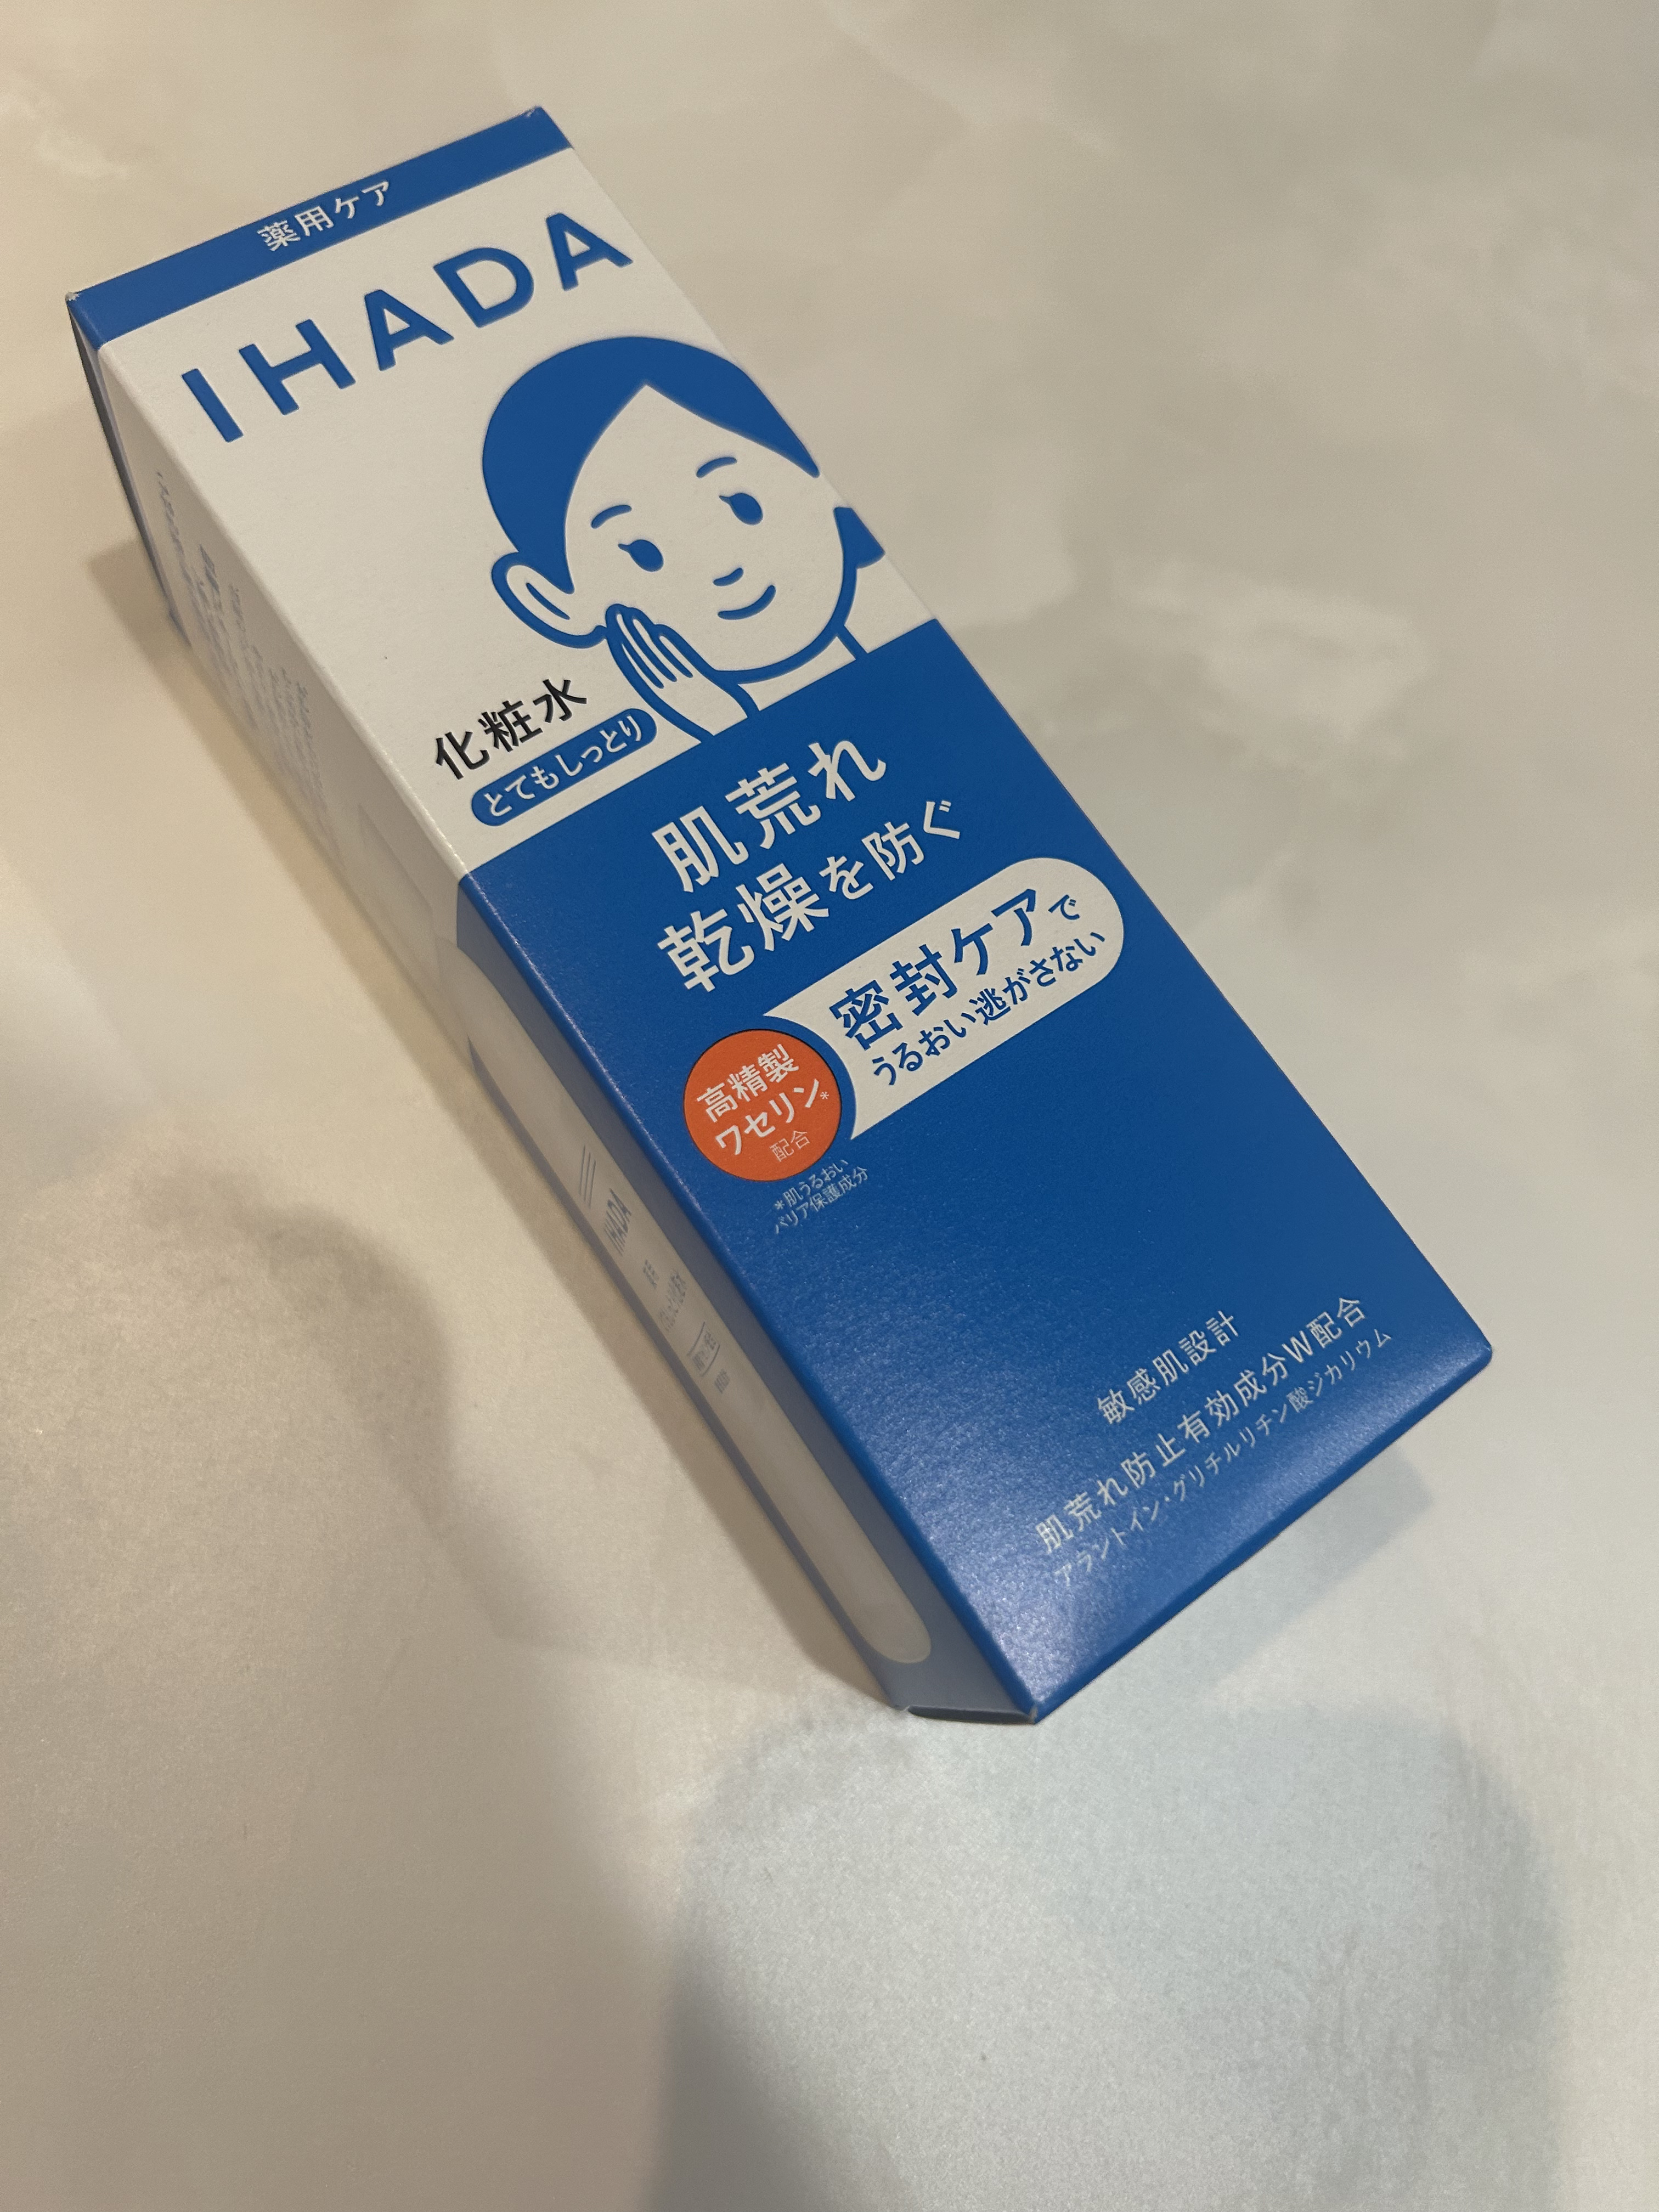 薬用ケア
IHADA
化粧水
とてもしっとり
肌荒れ
乾燥を防ぐ
密封ケアで
うるおい逃がさない
高精製
ワセリン*
配合
*肌うるおい
バリア保護成分
敏感肌設計
肌荒れ防止有効成分W配合
アラントイン・グリチルリチン酸ジカリウム
IHADA